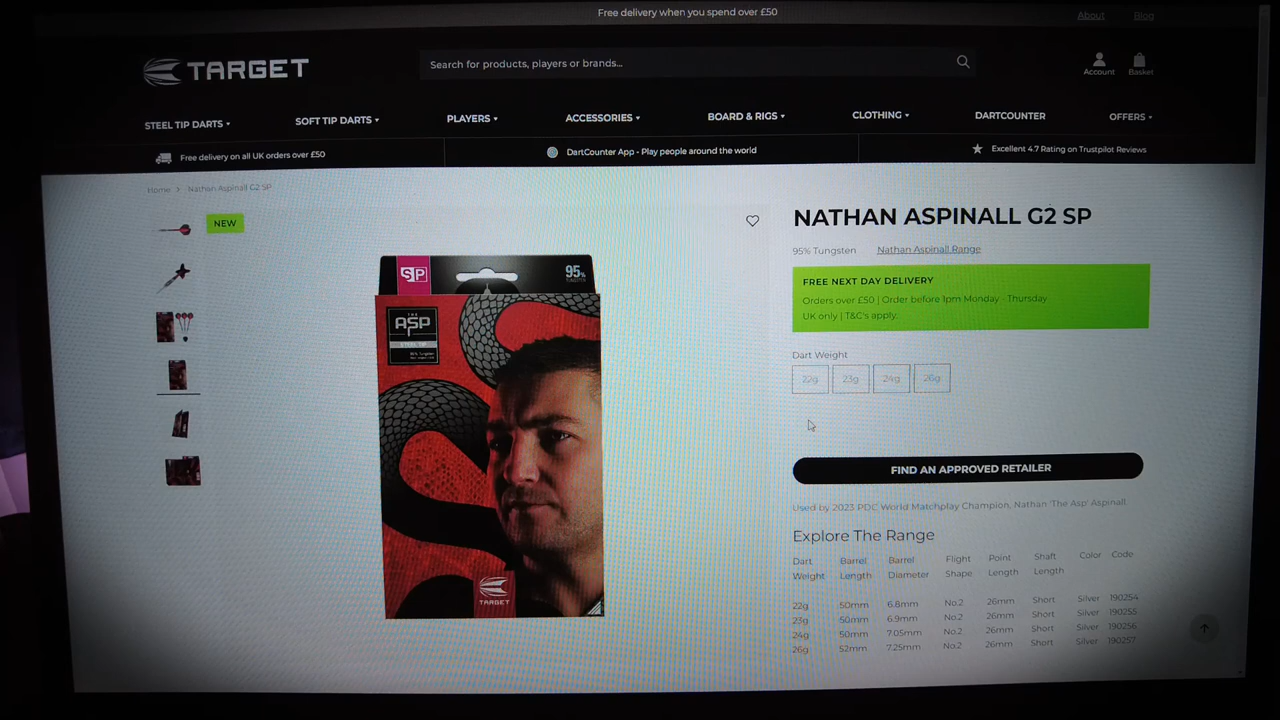 Free delivery when you spend over £50
About Blog
TARGET
Search for products, players or brands...
Account Basket
STEEL TIP DARTS SOFT TIP DARTS PLAYERS ACCESSORIES BOARD & RIGS CLOTHING DARTCOUNTER OFFERS
Free delivery on all UK orders over £50
DartCounter App - Play people around the world
Excellent 4.7 Rating on Trustpilot Reviews
Home > Nathan Aspinall G2 SP
NEW
SP
95%
THE
ASP
STEEL TIP
TARGET
NATHAN ASPINALL G2 SP
95% Tungsten Nathan Aspinall Range
FREE NEXT DAY DELIVERY
Orders over £50 | Order before 1pm Monday - Thursday
UK only | T&C's apply.
Dart Weight
22g 23g 24g 26g
FIND AN APPROVED RETAILER
Used by 2023 PDC World Matchplay Champion, Nathan 'The Asp' Aspinall.
Explore The Range
Dart Weight Barrel Length Barrel Diameter Flight Shape Point Length Shaft Length Color Code
22g 50mm 6.8mm No.2 26mm Short Silver 190254
23g 50mm 6.9mm No.2 26mm Short Silver 190255
24g 50mm 7.05mm No.2 26mm Short Silver 190256
26g 52mm 7.25mm No.2 26mm Short Silver 190257